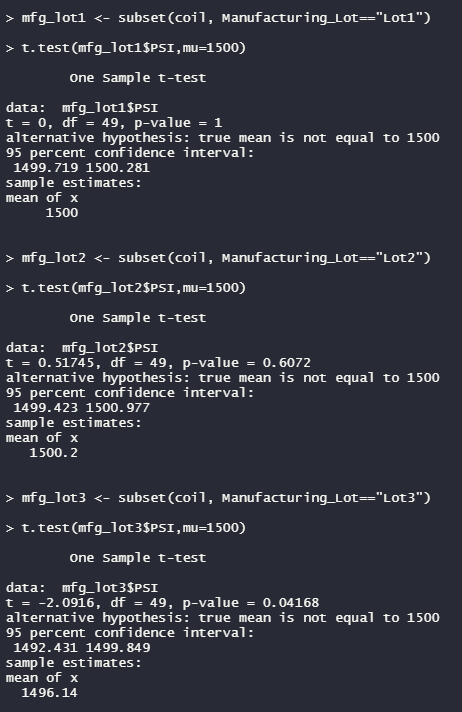 > mfg_lot1 <- subset(coil, Manufacturing_Lot=="Lot1")
> t.test(mfg_lot1$PSI,mu=1500)
One Sample t-test
data:  mfg_lot1$PSI
t = 0, df = 49, p-value = 1
alternative hypothesis: true mean is not equal to 1500
95 percent confidence interval:
1499.719 1500.281
sample estimates:
mean of x
1500
> mfg_lot2 <- subset(coil, Manufacturing_Lot=="Lot2")
> t.test(mfg_lot2$PSI,mu=1500)
One Sample t-test
data:  mfg_lot2$PSI
t = 0.51745, df = 49, p-value = 0.6072
alternative hypothesis: true mean is not equal to 1500
95 percent confidence interval:
1499.423 1500.977
sample estimates:
mean of x
1500.2
> mfg_lot3 <- subset(coil, Manufacturing_Lot=="Lot3")
> t.test(mfg_lot3$PSI,mu=1500)
One Sample t-test
data:  mfg_lot3$PSI
t = -2.0916, df = 49, p-value = 0.04168
alternative hypothesis: true mean is not equal to 1500
95 percent confidence interval:
1492.431 1499.849
sample estimates:
mean of x
1496.14